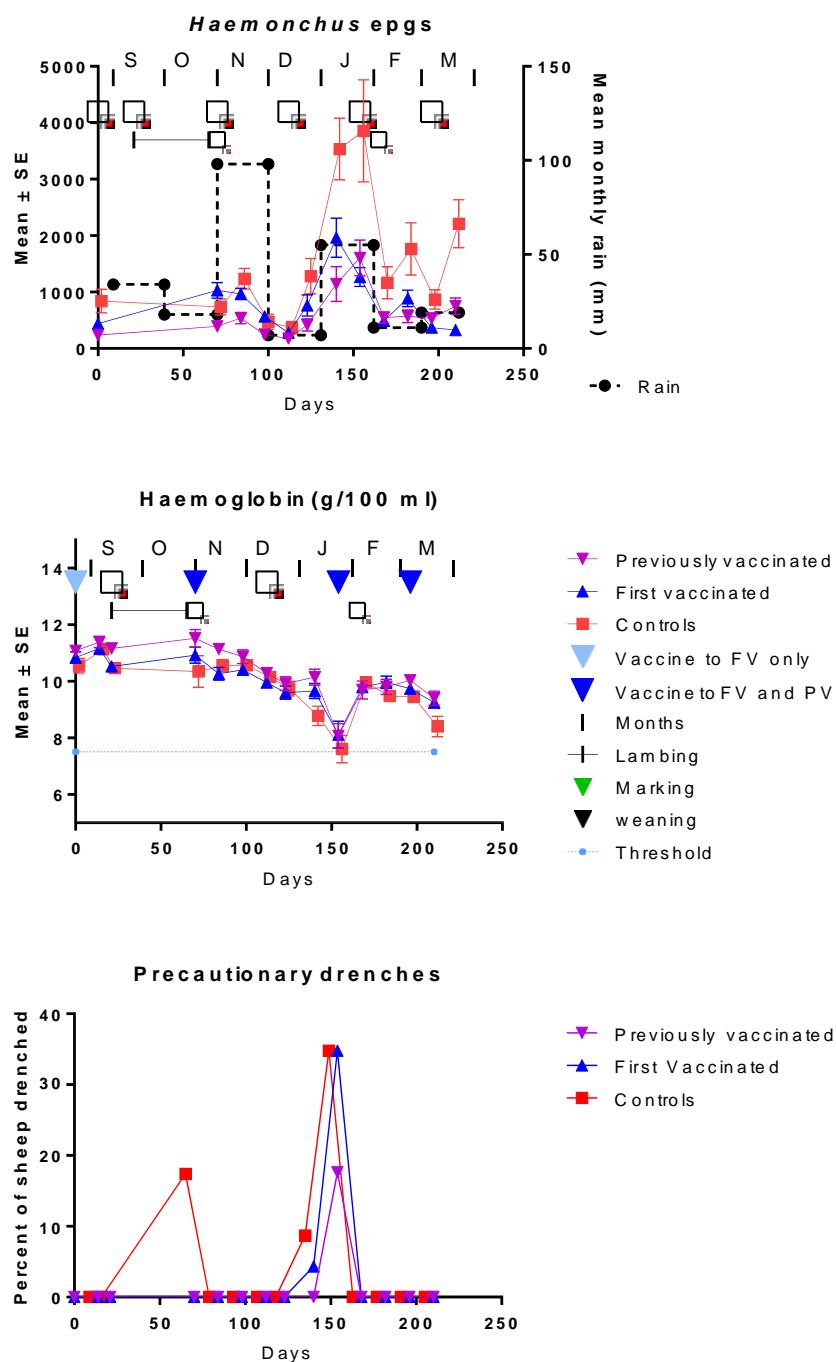 Haemonchus epgs
S O N D J F M
5000
4000
3000
2000
1000
0
Mean ± SE
150
100
50
0
Mean monthly rain (mm)
0 50 100 150 200 250
Days
Rain
Haemoglobin (g/100 ml)
S O N D J F M
14
12
10
8
6
Mean ± SE
0 50 100 150 200 250
Days
Previously vaccinated
First vaccinated
Controls
Vaccine to FV only
Vaccine to FV and PV
Months
Lambing
Marking
weaning
Threshold
Precautionary drenches
40
30
20
10
0
Percent of sheep drenched
0 50 100 150 200 250
Days
Previously vaccinated
First Vaccinated
Controls